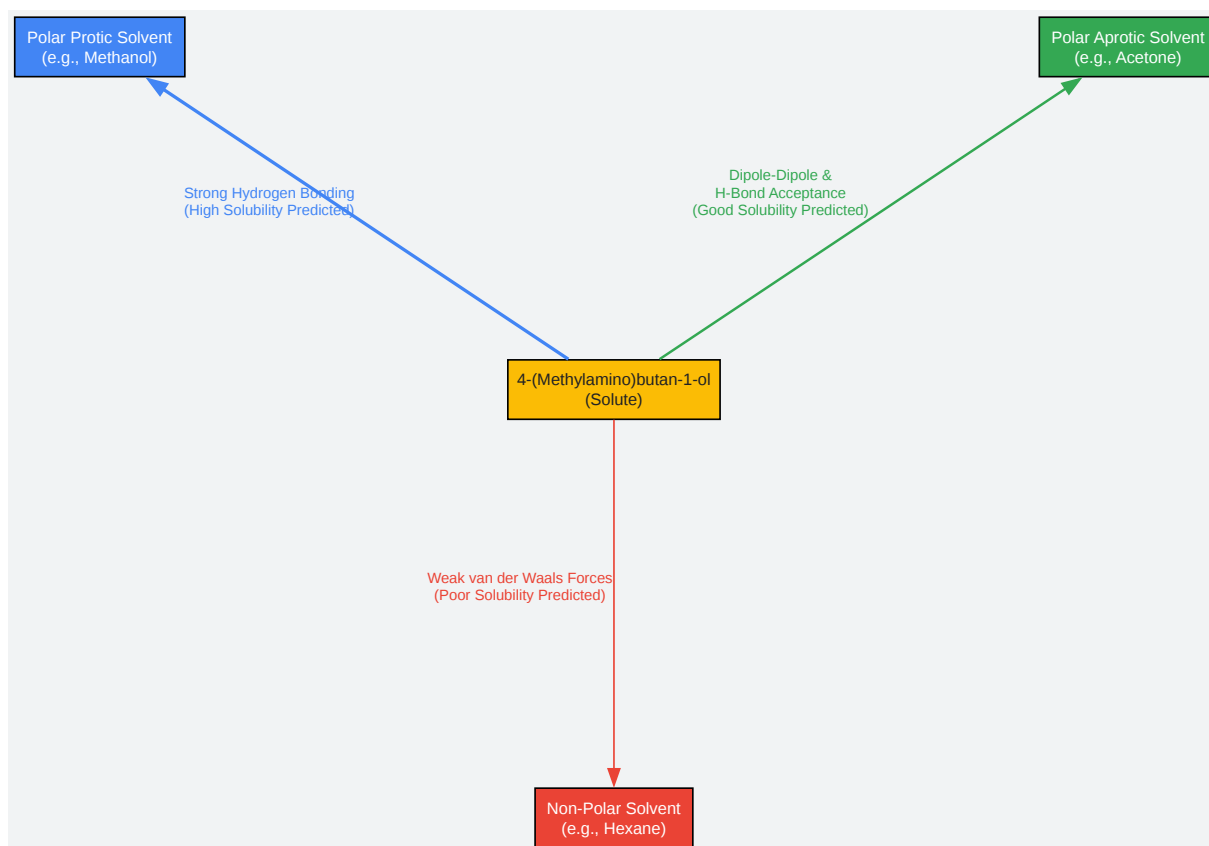 Polar Protic Solvent
(e.g., Methanol)
Polar Aprotic Solvent
(e.g., Acetone)
Strong Hydrogen Bonding
(High Solubility Predicted)
Dipole-Dipole &
H-Bond Acceptance
(Good Solubility Predicted)
4-(Methylamino)butan-1-ol
(Solute)
Weak van der Waals Forces
(Poor Solubility Predicted)
Non-Polar Solvent
(e.g., Hexane)